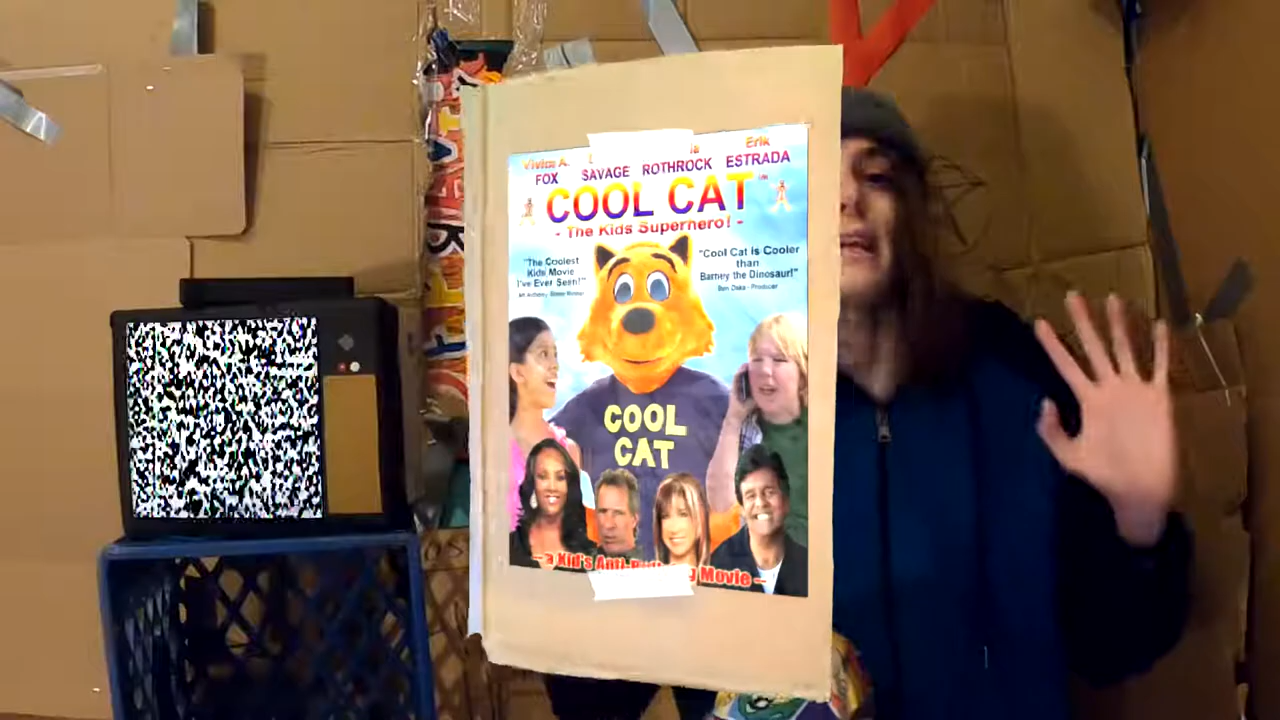 Vivica A. Erik
FOX SAVAGE ROTHROCK ESTRADA
COOL CAT
- The Kids Superhero! -
"The Coolest
Kids Movie
I've Ever Seen!"
"Cool Cat is Cooler
than
Barney the Dinosaur!"
Producer
COOL
CAT
-- a Kid's Anti- Movie --